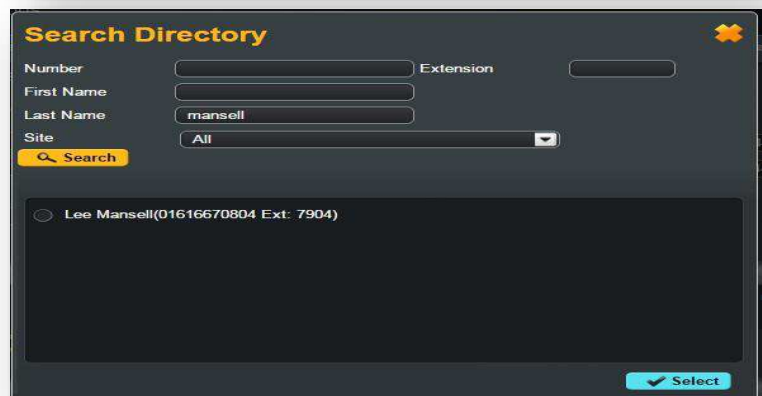 Search Directory
Number Extension
First Name
Last Name mansell
Site All
Search
Lee Mansell(01616670804 Ext: 7904)
Select